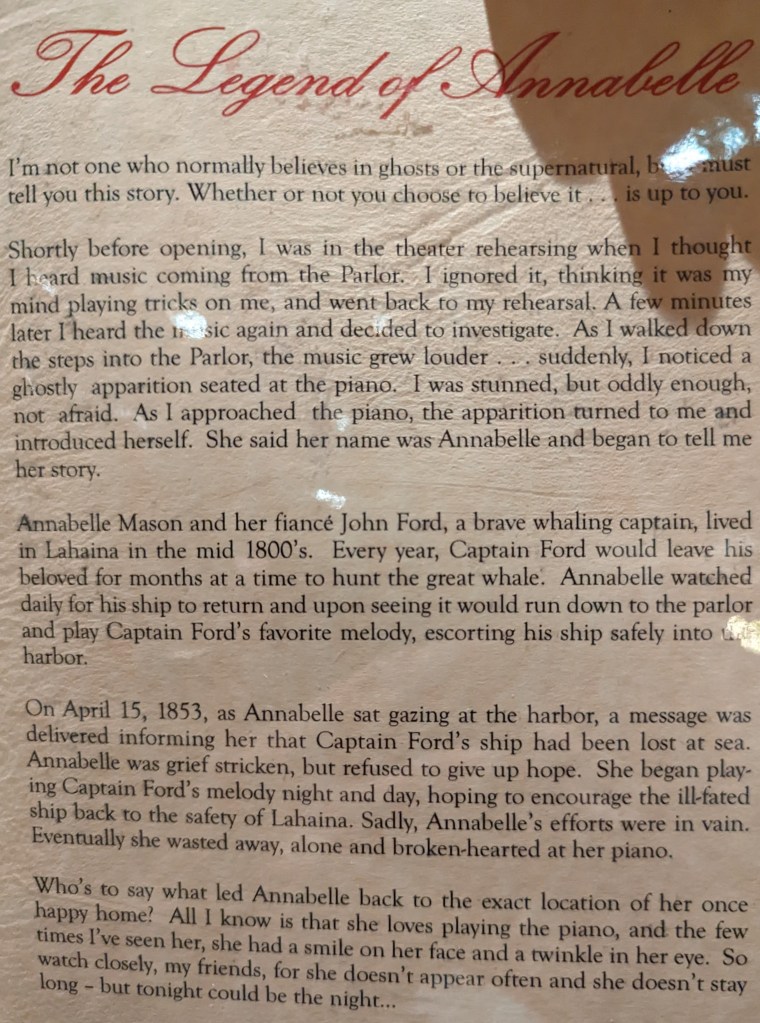 The Legend of Annabelle
I'm not one who normally believes in ghosts or the supernatural, must
tell you this story. Whether or not you choose to believe it . . . is up to you.
Shortly before opening, I was in the theater rehearsing when I thought
I heard music coming from the Parlor. I ignored it, thinking it was my
mind playing tricks on me, and went back to my rehearsal. A few minutes
later I heard the music again and decided to investigate. As I walked down
the steps into the Parlor, the music grew louder . . . suddenly, I noticed a
ghostly apparition seated at the piano. I was stunned, but oddly enough,
not afraid. As I approached the piano, the apparition turned to me and
introduced herself. She said her name was Annabelle and began to tell me
her story.
Annabelle Mason and her fiancé John Ford, a brave whaling captain, lived
in Lahaina in the mid 1800's. Every year, Captain Ford would leave his
beloved for months at a time to hunt the great whale. Annabelle watched
daily for his ship to return and upon seeing it would run down to the parlor
and play Captain Ford's favorite melody, escorting his ship safely into
harbor.
On April 15, 1853, as Annabelle sat gazing at the harbor, a message was
delivered informing her that Captain Ford's ship had been lost at sea.
Annabelle was grief stricken, but refused to give up hope. She began play-
ing Captain Ford's melody night and day, hoping to encourage the ill-fated
ship back to the safety of Lahaina. Sadly, Annabelle's efforts were in vain.
Eventually she wasted away, alone and broken-hearted at her piano.
Who's to say what led Annabelle back to the exact location of her once
happy home? All I know is that she loves playing the piano, and the few
times I've seen her, she had a smile on her face and a twinkle in her eye. So
watch closely, my friends, for she doesn't appear often and she doesn't stay
long – but tonight could be the night...